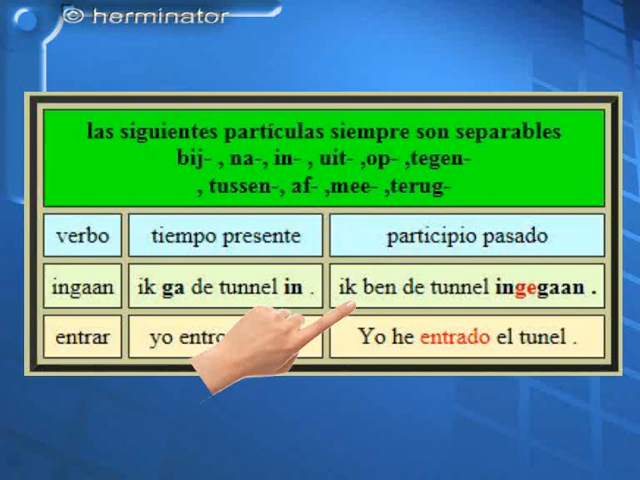 © herminator
las siguientes partículas siempre son separables
bij- , na-, in- , uit- ,op- ,tegen-
, tussen-, af- ,mee- ,terug-
verbo tiempo presente participio pasado
ingaan ik ga de tunnel in . ik ben de tunnel ingegaan .
entrar yo Yo he entrado el tunel .